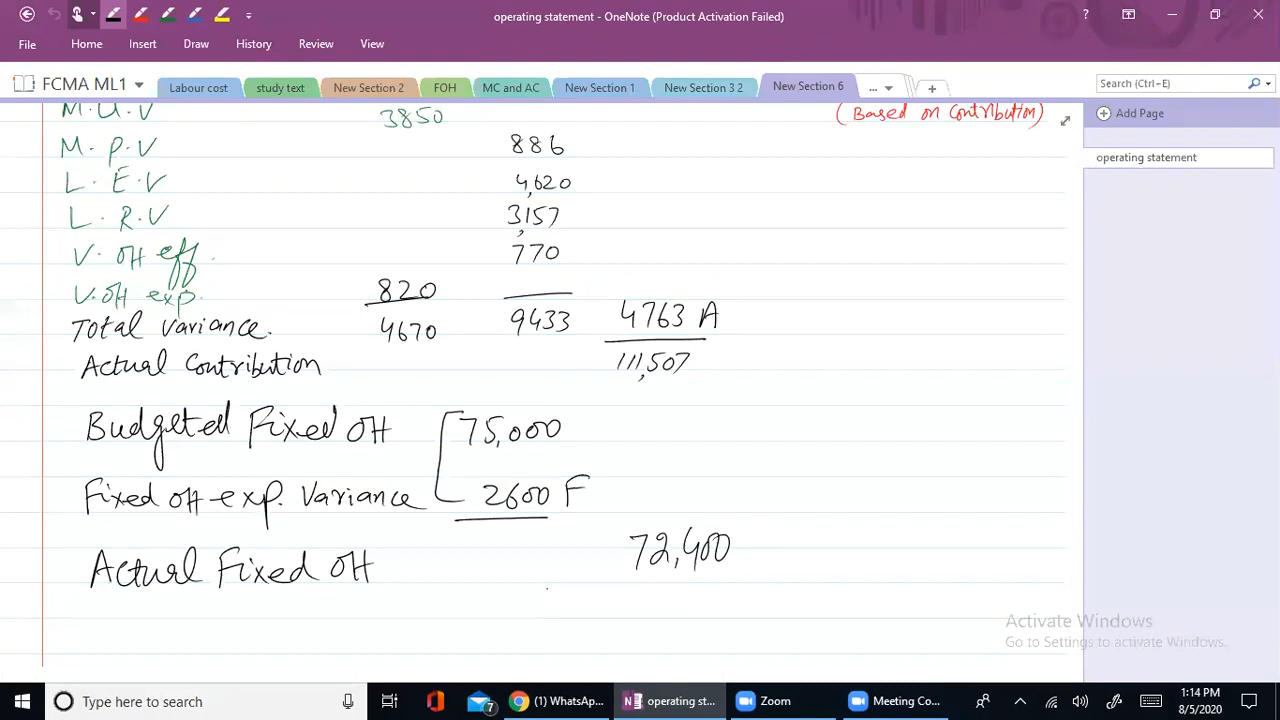 operating statement - OneNote (Product Activation Failed)
File Home Insert Draw History Review View
FCMA ML1 Labour cost study text New Section 2 FOH MC and AC New Section 1 New Section 3 2 New Section 6 ... Search (Ctrl+E)
M.U.V 3850 (Based on Contribution)
Add Page
M.P.V 886
operating statement
L.E.V 4,620
L.R.V 3,157
V.OH eff. 770
V.OH exp. 820
Total Variance. 4670 9433 4763 A
Actual Contribution 111,507
Budgeted Fixed OH 75,000
Fixed OH exp. Variance 2600 F
72,400
Actual Fixed OH
Activate Windows
Go to Settings to activate Windows.
Type here to search 7 (1) WhatsApp... operating st... Zoom Meeting Co... 1:14 PM
8/5/2020